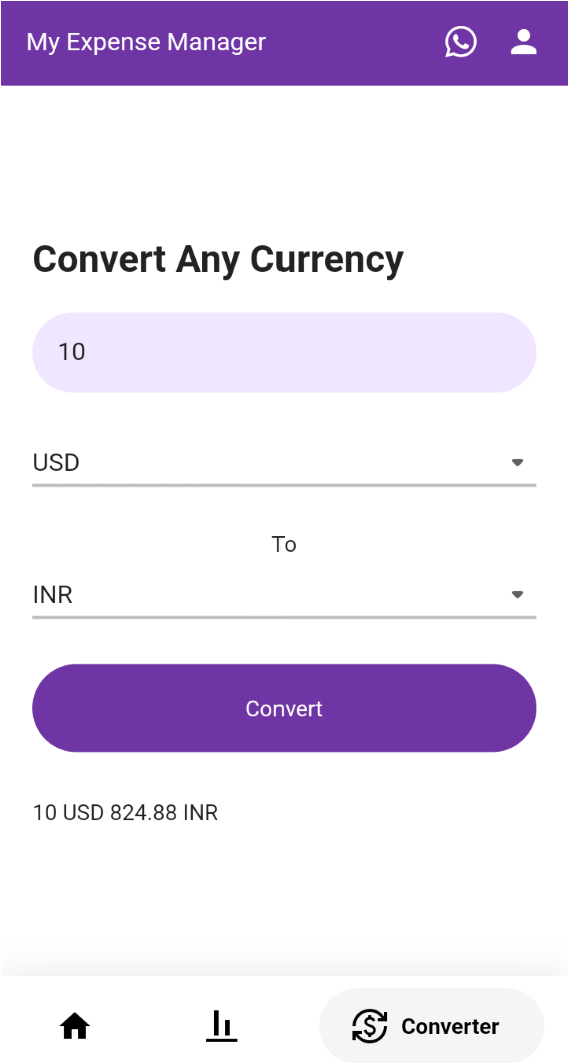 My Expense Manager
Convert Any Currency
10
USD
To
INR
Convert
10 USD 824.88 INR
Converter